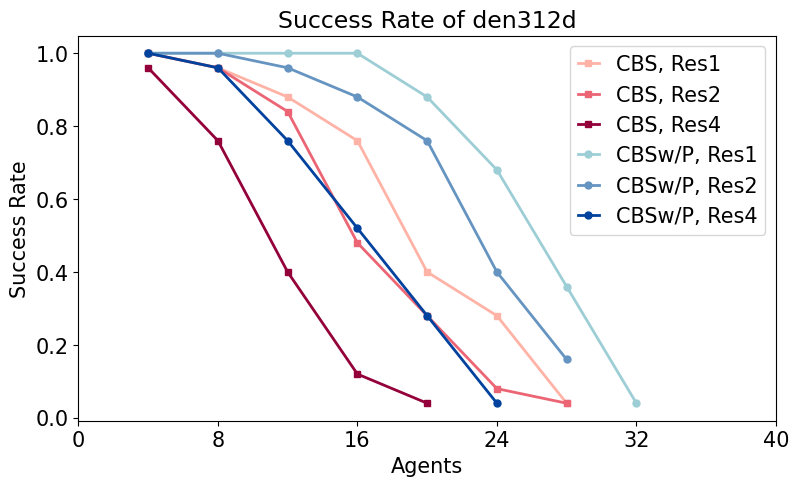 Success Rate of den312d
Success Rate
1.0
0.8
0.6
0.4
0.2
0.0
CBS, Res1
CBS, Res2
CBS, Res4
CBSw/P, Res1
CBSw/P, Res2
CBSw/P, Res4
0 8 16 24 32 40
Agents